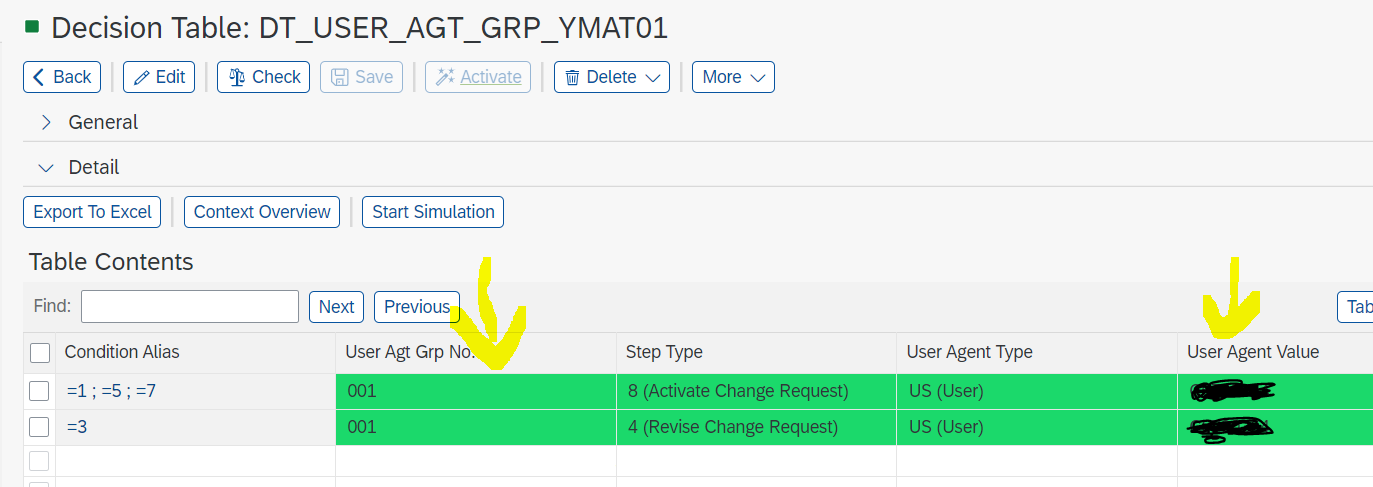 Decision Table: DT_USER_AGT_GRP_YMAT01
Back Edit Check Save Activate Delete More
General
Detail
Export To Excel Context Overview Start Simulation
Table Contents
Find: Next Previous Tab
Condition Alias User Agt Grp No. Step Type User Agent Type User Agent Value
=1 ; =5 ; =7 001 8 (Activate Change Request) US (User)
=3 001 4 (Revise Change Request) US (User)